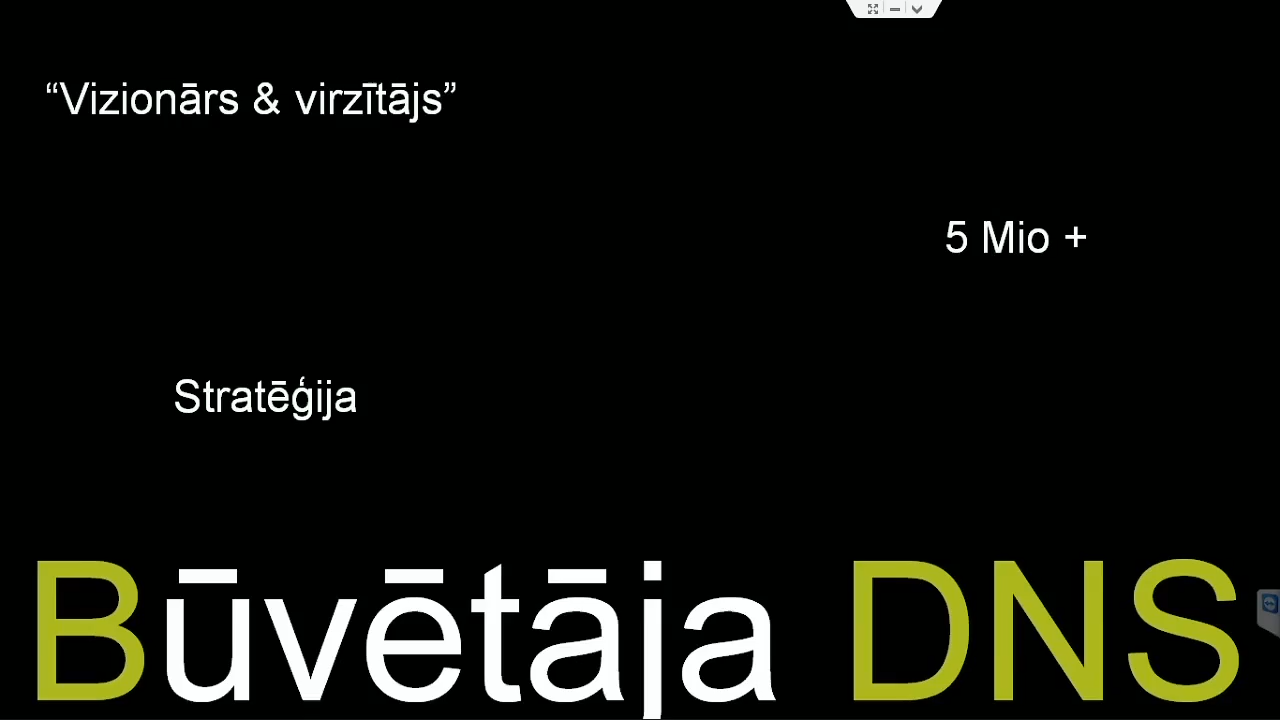 “Vizionārs & virzītājs”
5 Mio +
Stratēģija
Būvētāja DNS